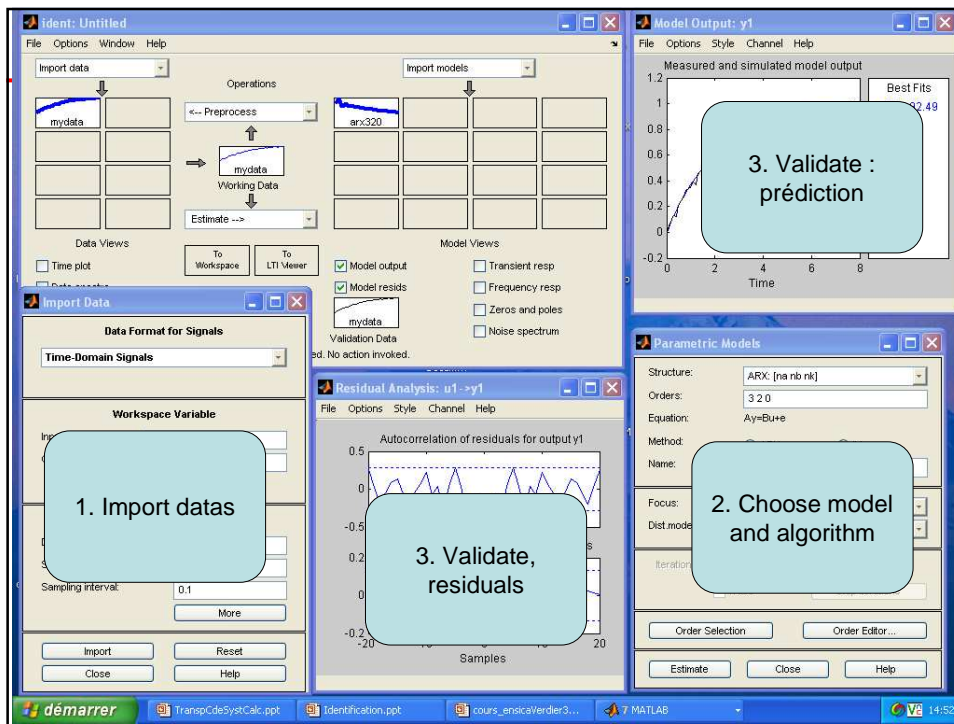 ident: Untitled
File Options Window Help
Import data
Import models
Operations
<-- Preprocess
mydata
arx320
mydata
Working Data
Estimate -->
Data Views
To Workspace
To LTI Viewer
Model Views
Time plot
Model output
Transient resp
Model resids
Frequency resp
Zeros and poles
mydata
Noise spectrum
Validation Data
No action invoked.
Model Output: y1
File Options Style Channel Help
Measured and simulated model output
1.2
1
0.8
0.6
0.4
0.2
0
-0.2
0 2 4 6 8
Time
Best Fits
92.49
3. Validate :
prédiction
Import Data
Data Format for Signals
Time-Domain Signals
Workspace Variable
1. Import datas
Sampling interval: 0.1
More
Import Reset
Close Help
Residual Analysis: u1->y1
File Options Style Channel Help
Autocorrelation of residuals for output y1
0.5
0
-0.5
0.2
0
-0.2
-20 20
Samples
3. Validate,
residuals
Parametric Models
Structure: ARX: [na nb nk]
Orders: 3 2 0
Equation: Ay=Bu+e
Method:
Name:
Focus:
Dist.mode
Iteration
2. Choose model
and algorithm
Order Selection Order Editor...
Estimate Close Help
démarrer TranspCdeSystCalc.ppt Identification.ppt cours_ensicaVerdier3... 7 MATLAB 14:52